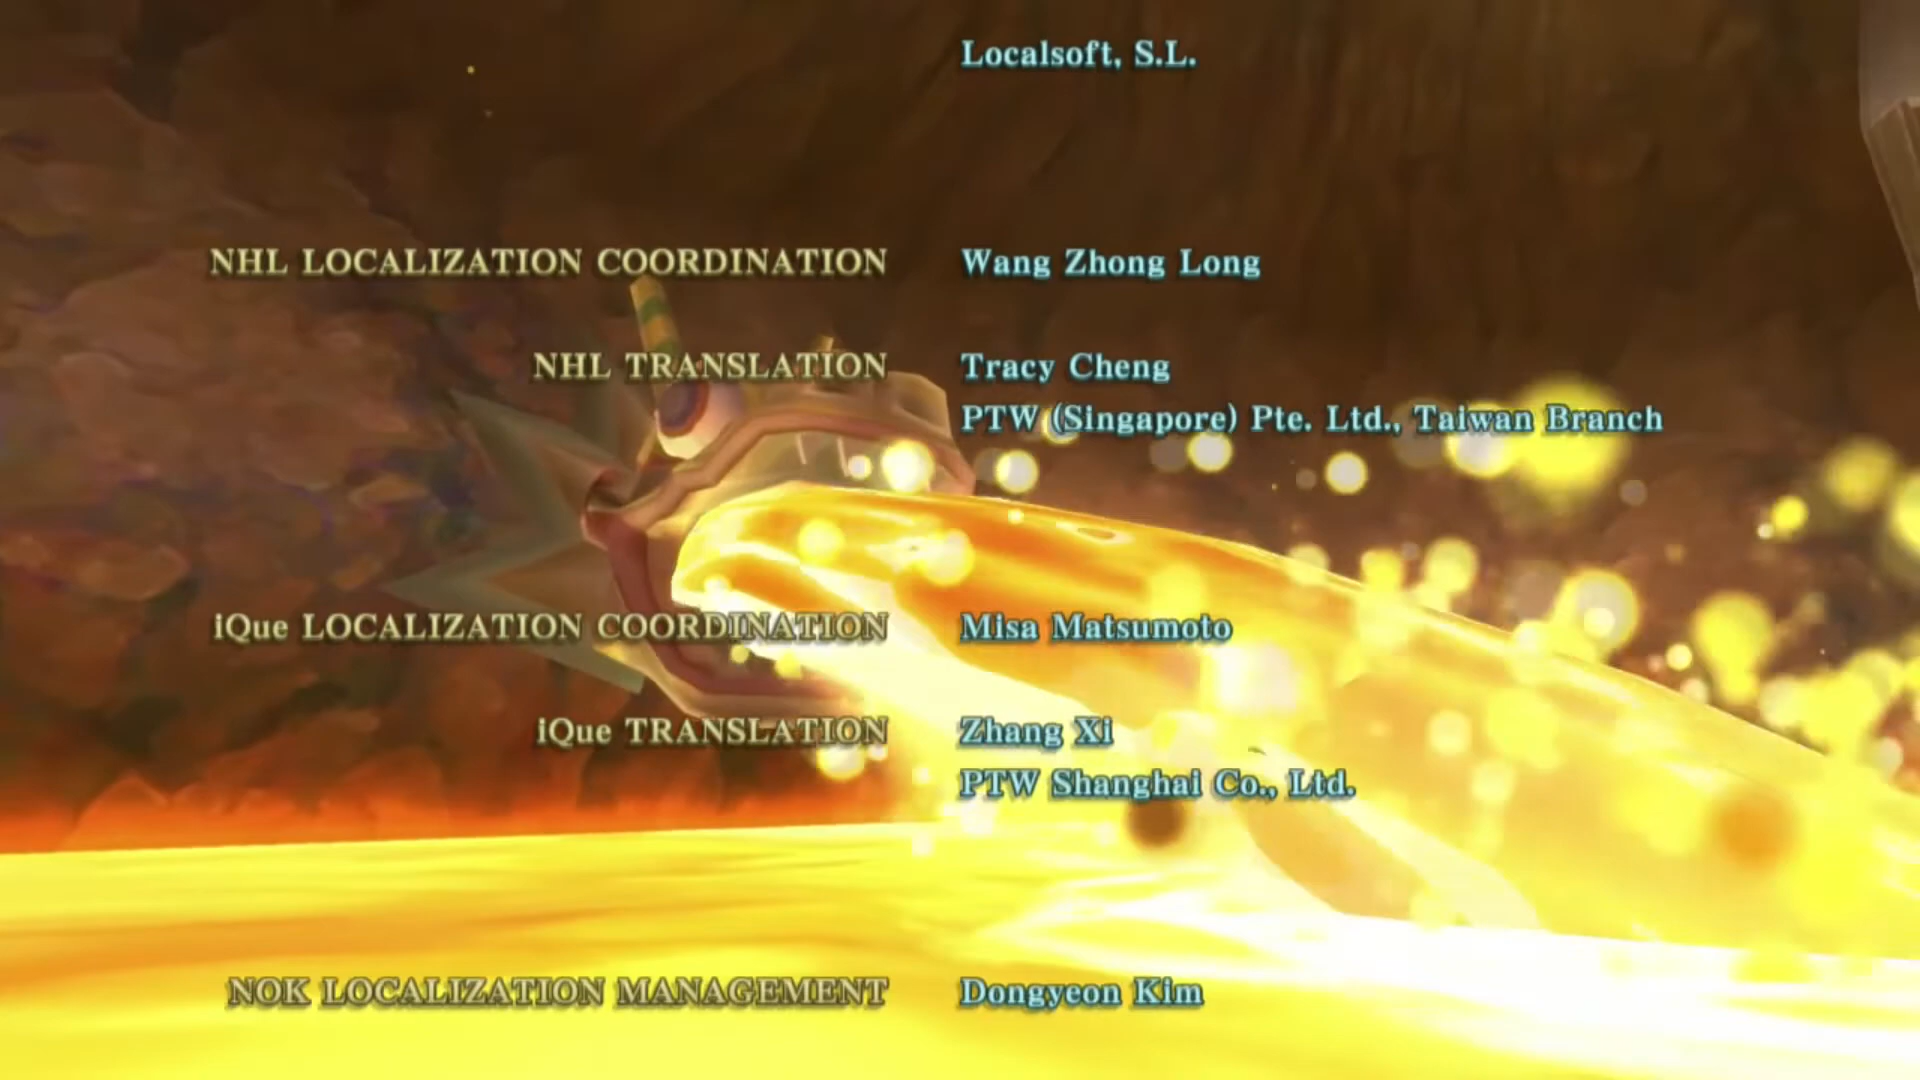 Localsoft, S.L.
NHL LOCALIZATION COORDINATION Wang Zhong Long
NHL TRANSLATION Tracy Cheng
PTW (Singapore) Pte. Ltd., Taiwan Branch
iQue LOCALIZATION COORDINATION Misa Matsumoto
iQue TRANSLATION Zhang Xi
PTW Shanghai Co., Ltd.
NOK LOCALIZATION MANAGEMENT Dongyeon Kim